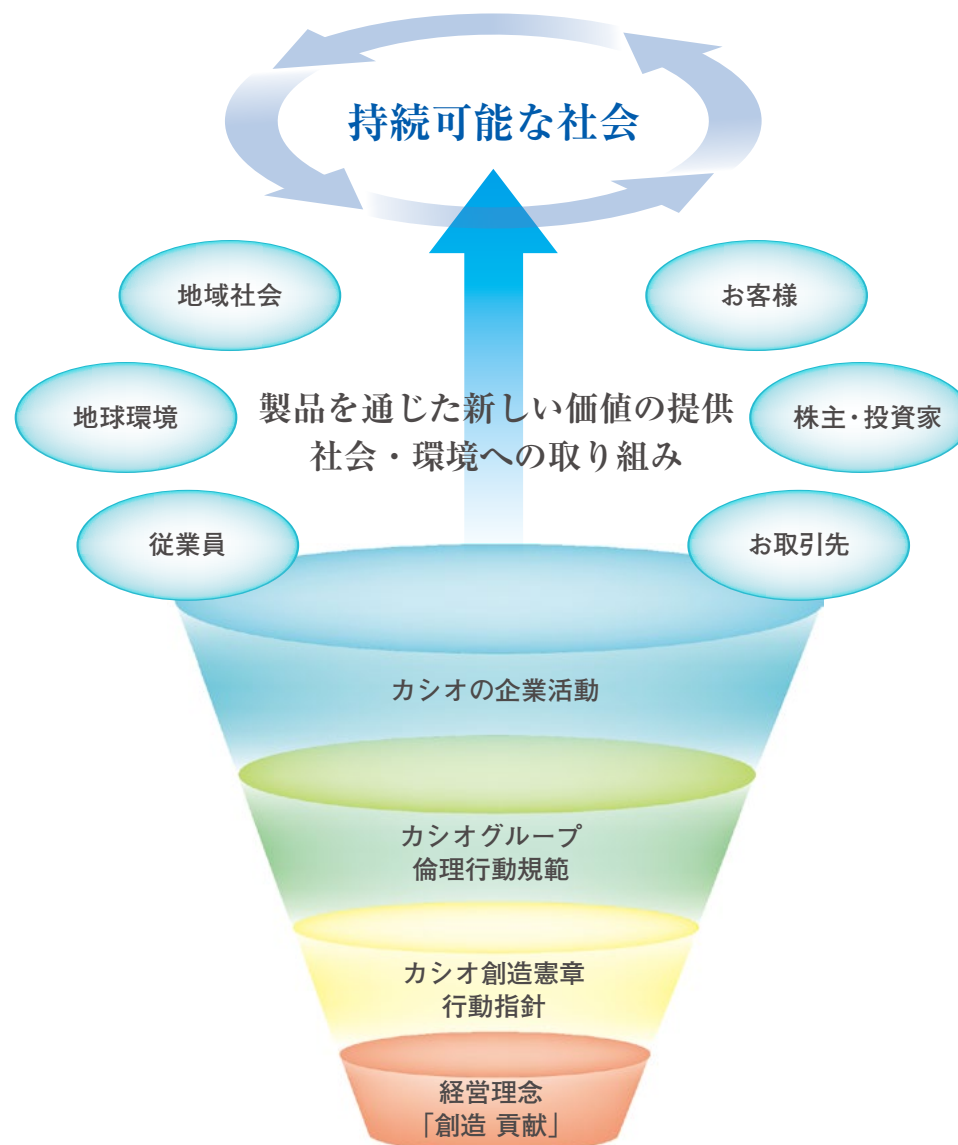 持続可能な社会
地域社会
お客様
地球環境
製品を通じた新しい価値の提供
社会・環境への取り組み
株主・投資家
従業員
お取引先
カシオの企業活動
カシオグループ
倫理行動規範
カシオ創造憲章
行動指針
経営理念
「創造 貢献」